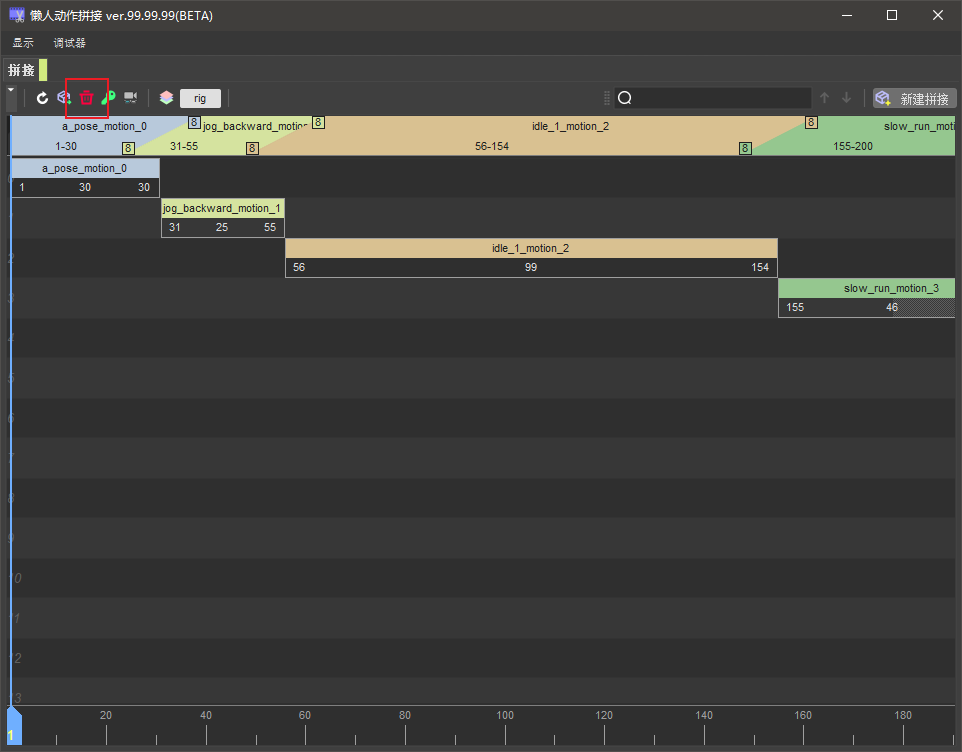 懒人动作拼接 ver.99.99.99(BETA)
显示 调试器
拼接
rig
新建拼接
a_pose_motion_0 8 jog_backward_motion 8 idle_1_motion_2 8 slow_run_moti
1-30 8 31-55 8 56-154 8 155-200
a_pose_motion_0
1 30 30
jog_backward_motion_1
31 25 55
idle_1_motion_2
2
56 99 154
slow_run_motion_3
3
155 46
4
5
6
7
8
9
10
11
12
13
20 40 60 80 100 120 140 160 180
1